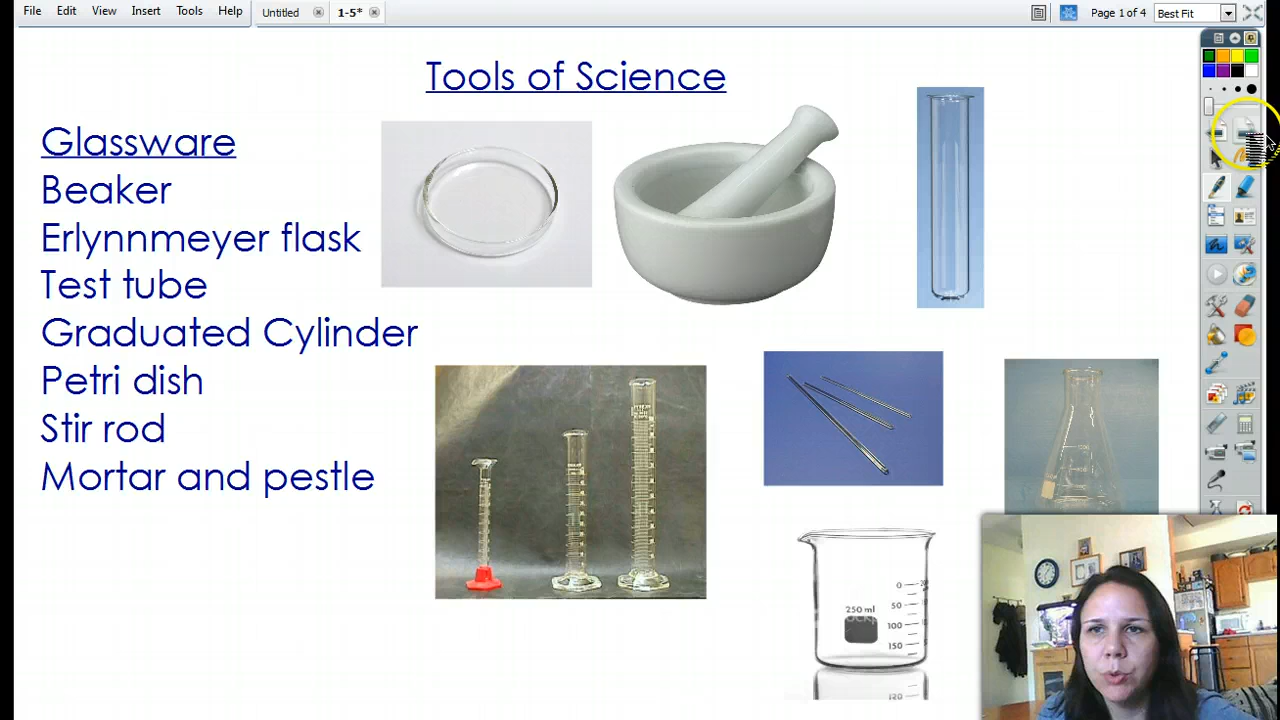 File Edit View Insert Tools Help Untitled 1-5* Page 1 of 4 Best Fit
Tools of Science
Glassware
Beaker
Erlynnmeyer flask
Test tube
Graduated Cylinder
Petri dish
Stir rod
Mortar and pestle
250 ml
0
50
100
150